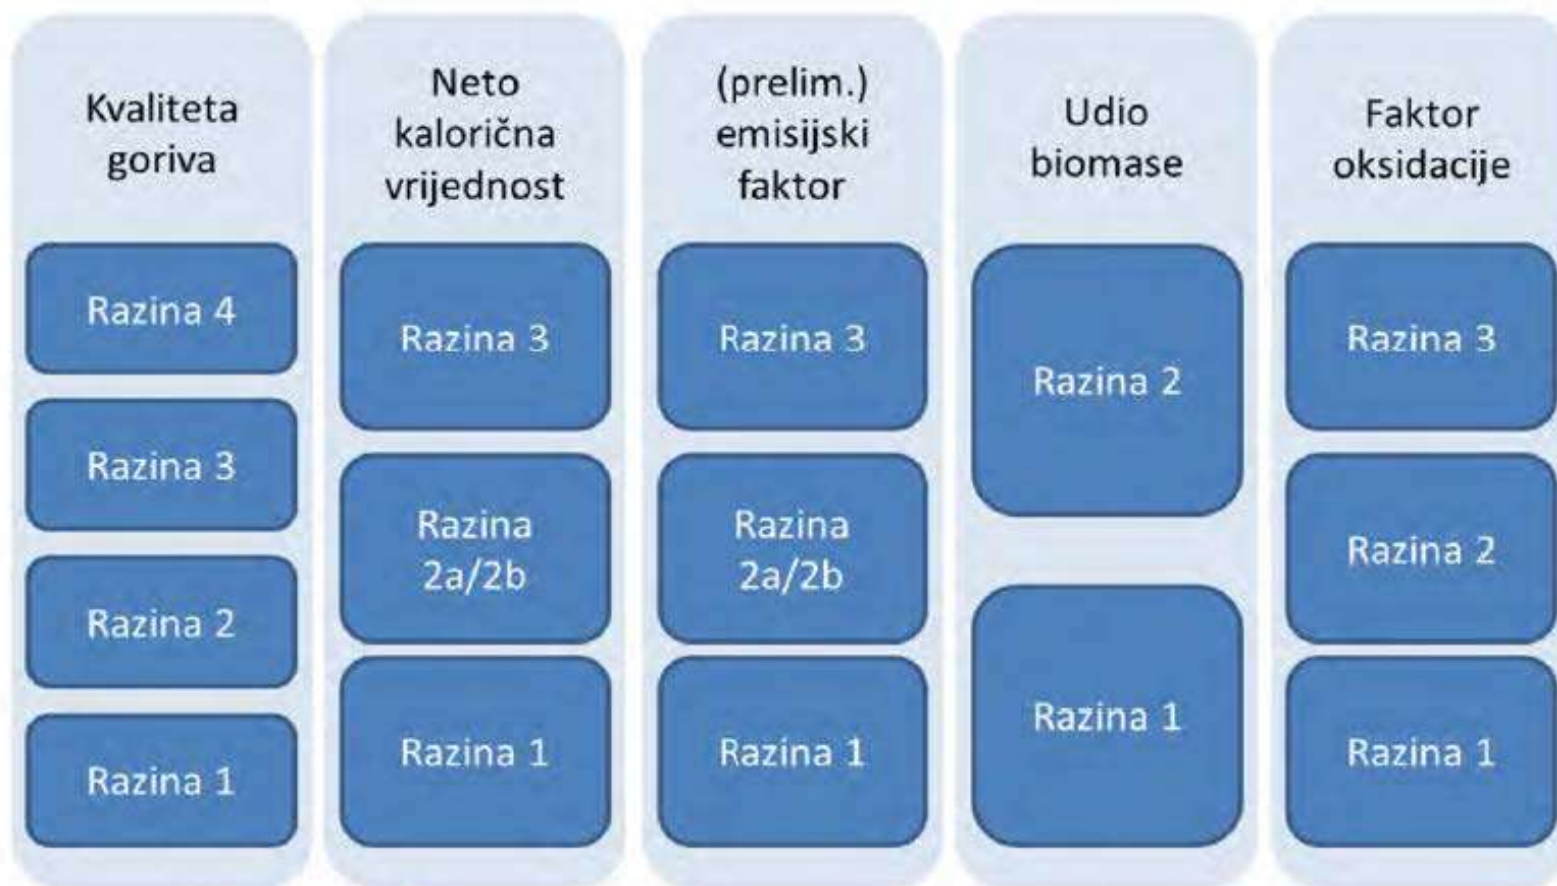 Kvaliteta
goriva
Razina 4
Razina 3
Razina 2
Razina 1
Neto
kalorična
vrijednost
Razina 3
Razina
2a/2b
Razina 1
(prelim.)
emisijski
faktor
Razina 3
Razina
2a/2b
Razina 1
Udio
biomase
Razina 2
Razina 1
Faktor
oksidacije
Razina 3
Razina 2
Razina 1